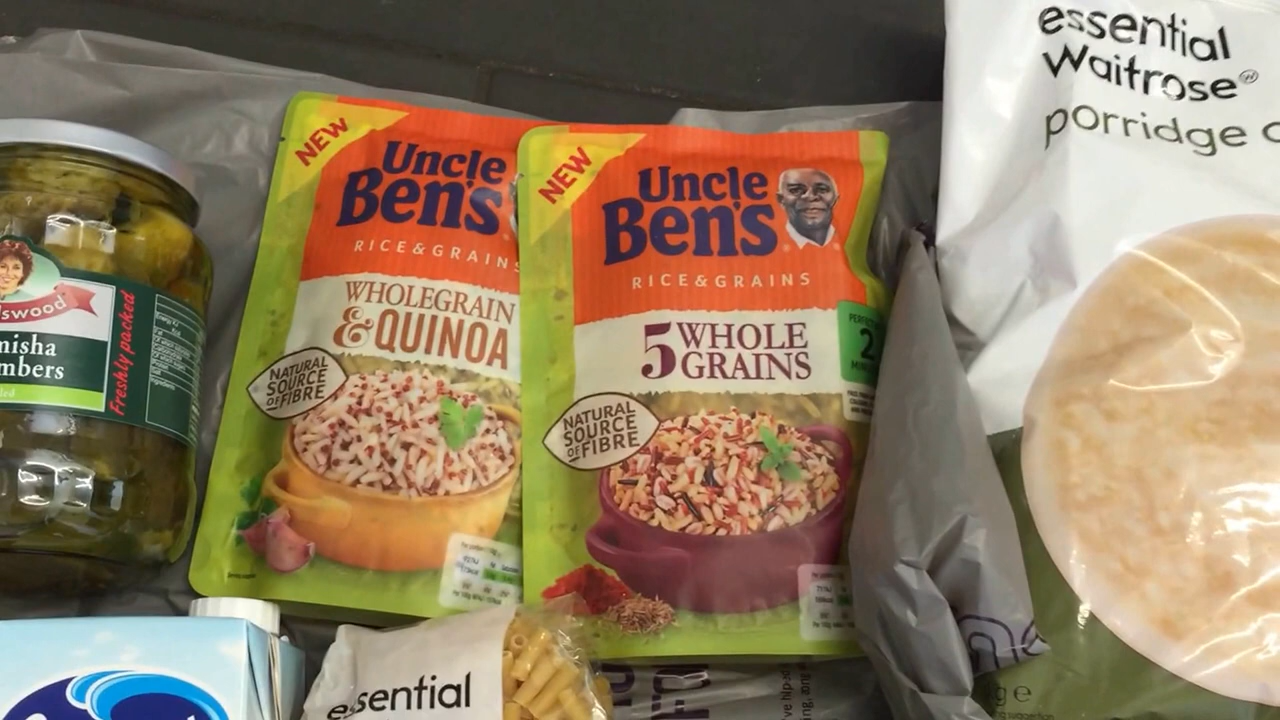 essential
Waitrose®
porridge
NEW
UNCLE
BEN'S
RICE & GRAINS
WHOLEGRAIN
& QUINOA
NATURAL
SOURCE
OF FIBRE
NEW
UNCLE
BEN'S
RICE & GRAINS
5 WHOLE
GRAINS
NATURAL
SOURCE
OF FIBRE
2
Freshly packed
essential